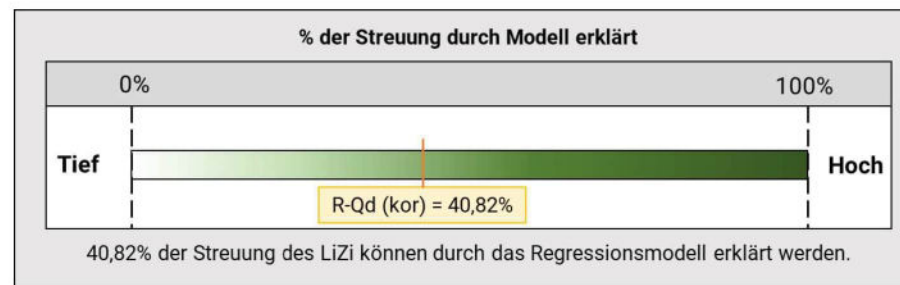 % der Streuung durch Modell erklärt
0% 100%
Tief Hoch
R-Qd (kor) = 40,82%
40,82% der Streuung des LiZi können durch das Regressionsmodell erklärt werden.